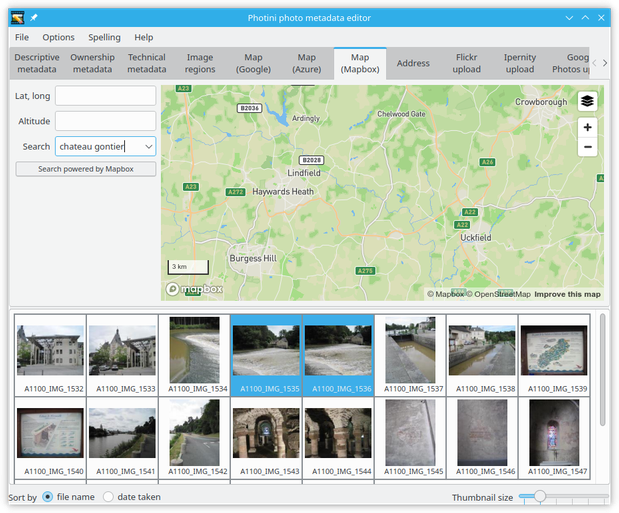 Photini photo metadata editor
File Options Spelling Help
Descriptive metadata
Ownership metadata
Technical metadata
Image regions
Map (Google)
Map (Azure)
Map (Mapbox)
Address
Flickr upload
Ipernity upload
Goog
Photos up
Lat, long
Altitude
Search chateau gontier
Search powered by Mapbox
A23
B2036
Ardingly
Chelwood Gate
Crowborough
B2028
Lindfield
A26
A23
A272
Haywards Heath
A22
A22
Uckfield
Burgess Hill
A275
3 km
mapbox
© Mapbox © OpenStreetMap Improve this map
A1100_IMG_1532 A1100_IMG_1533 A1100_IMG_1534 A1100_IMG_1535 A1100_IMG_1536 A1100_IMG_1537 A1100_IMG_1538 A1100_IMG_1539
A1100_IMG_1540 A1100_IMG_1541 A1100_IMG_1542 A1100_IMG_1543 A1100_IMG_1544 A1100_IMG_1545 A1100_IMG_1546 A1100_IMG_1547
Sort by file name date taken Thumbnail size